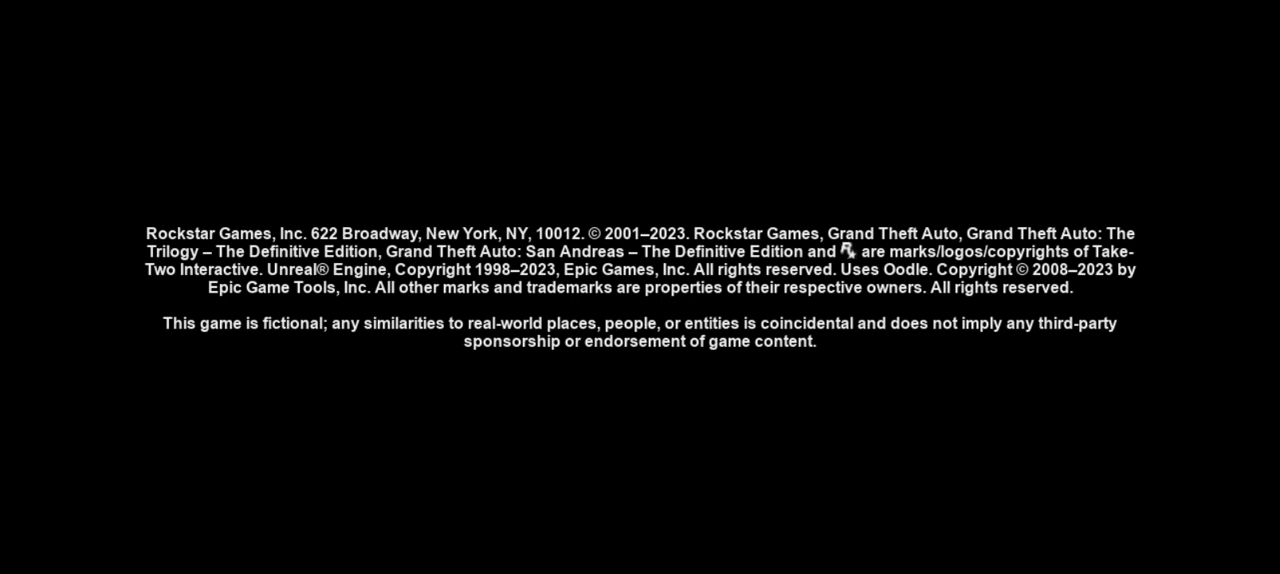 Rockstar Games, Inc. 622 Broadway, New York, NY, 10012. © 2001–2023. Rockstar Games, Grand Theft Auto, Grand Theft Auto: The
Trilogy – The Definitive Edition, Grand Theft Auto: San Andreas – The Definitive Edition and R★ are marks/logos/copyrights of Take-
Two Interactive. Unreal® Engine, Copyright 1998–2023, Epic Games, Inc. All rights reserved. Uses Oodle. Copyright © 2008–2023 by
Epic Game Tools, Inc. All other marks and trademarks are properties of their respective owners. All rights reserved.
This game is fictional; any similarities to real-world places, people, or entities is coincidental and does not imply any third-party
sponsorship or endorsement of game content.